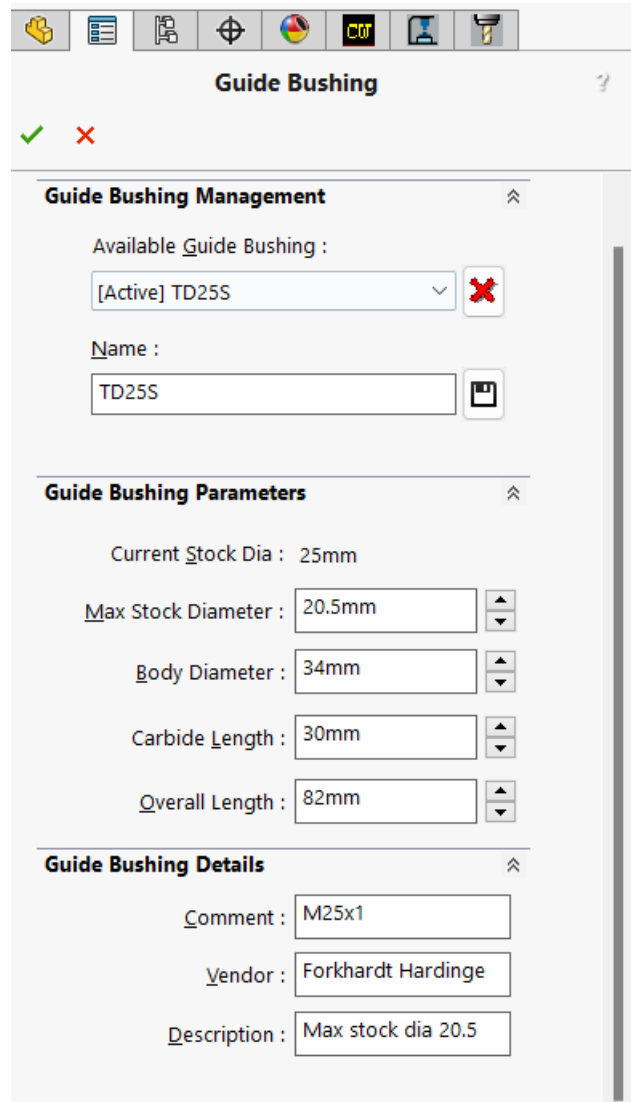 CW
Guide Bushing
?
Guide Bushing Management
Available Guide Bushing :
[Active] TD25S
Name :
TD25S
Guide Bushing Parameters
Current Stock Dia : 25mm
Max Stock Diameter : 20.5mm
Body Diameter : 34mm
Carbide Length : 30mm
Overall Length : 82mm
Guide Bushing Details
Comment : M25x1
Vendor : Forkhardt Hardinge
Description : Max stock dia 20.5